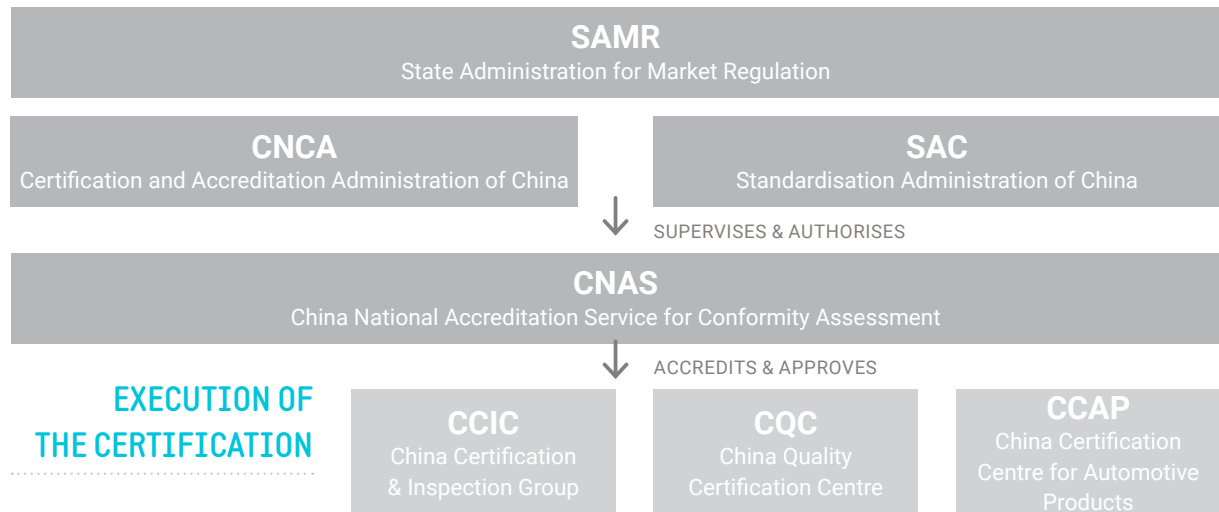 SAMR
State Administration for Market Regulation
CNCA
Certification and Accreditation Administration of China
SAC
Standardisation Administration of China
SUPERVISES & AUTHORISES
CNAS
China National Accreditation Service for Conformity Assessment
ACCREDITS & APPROVES
EXECUTION OF
THE CERTIFICATION
CCIC
China Certification
& Inspection Group
CQC
China Quality
Certification Centre
CCAP
China Certification
Centre for Automotive
Products